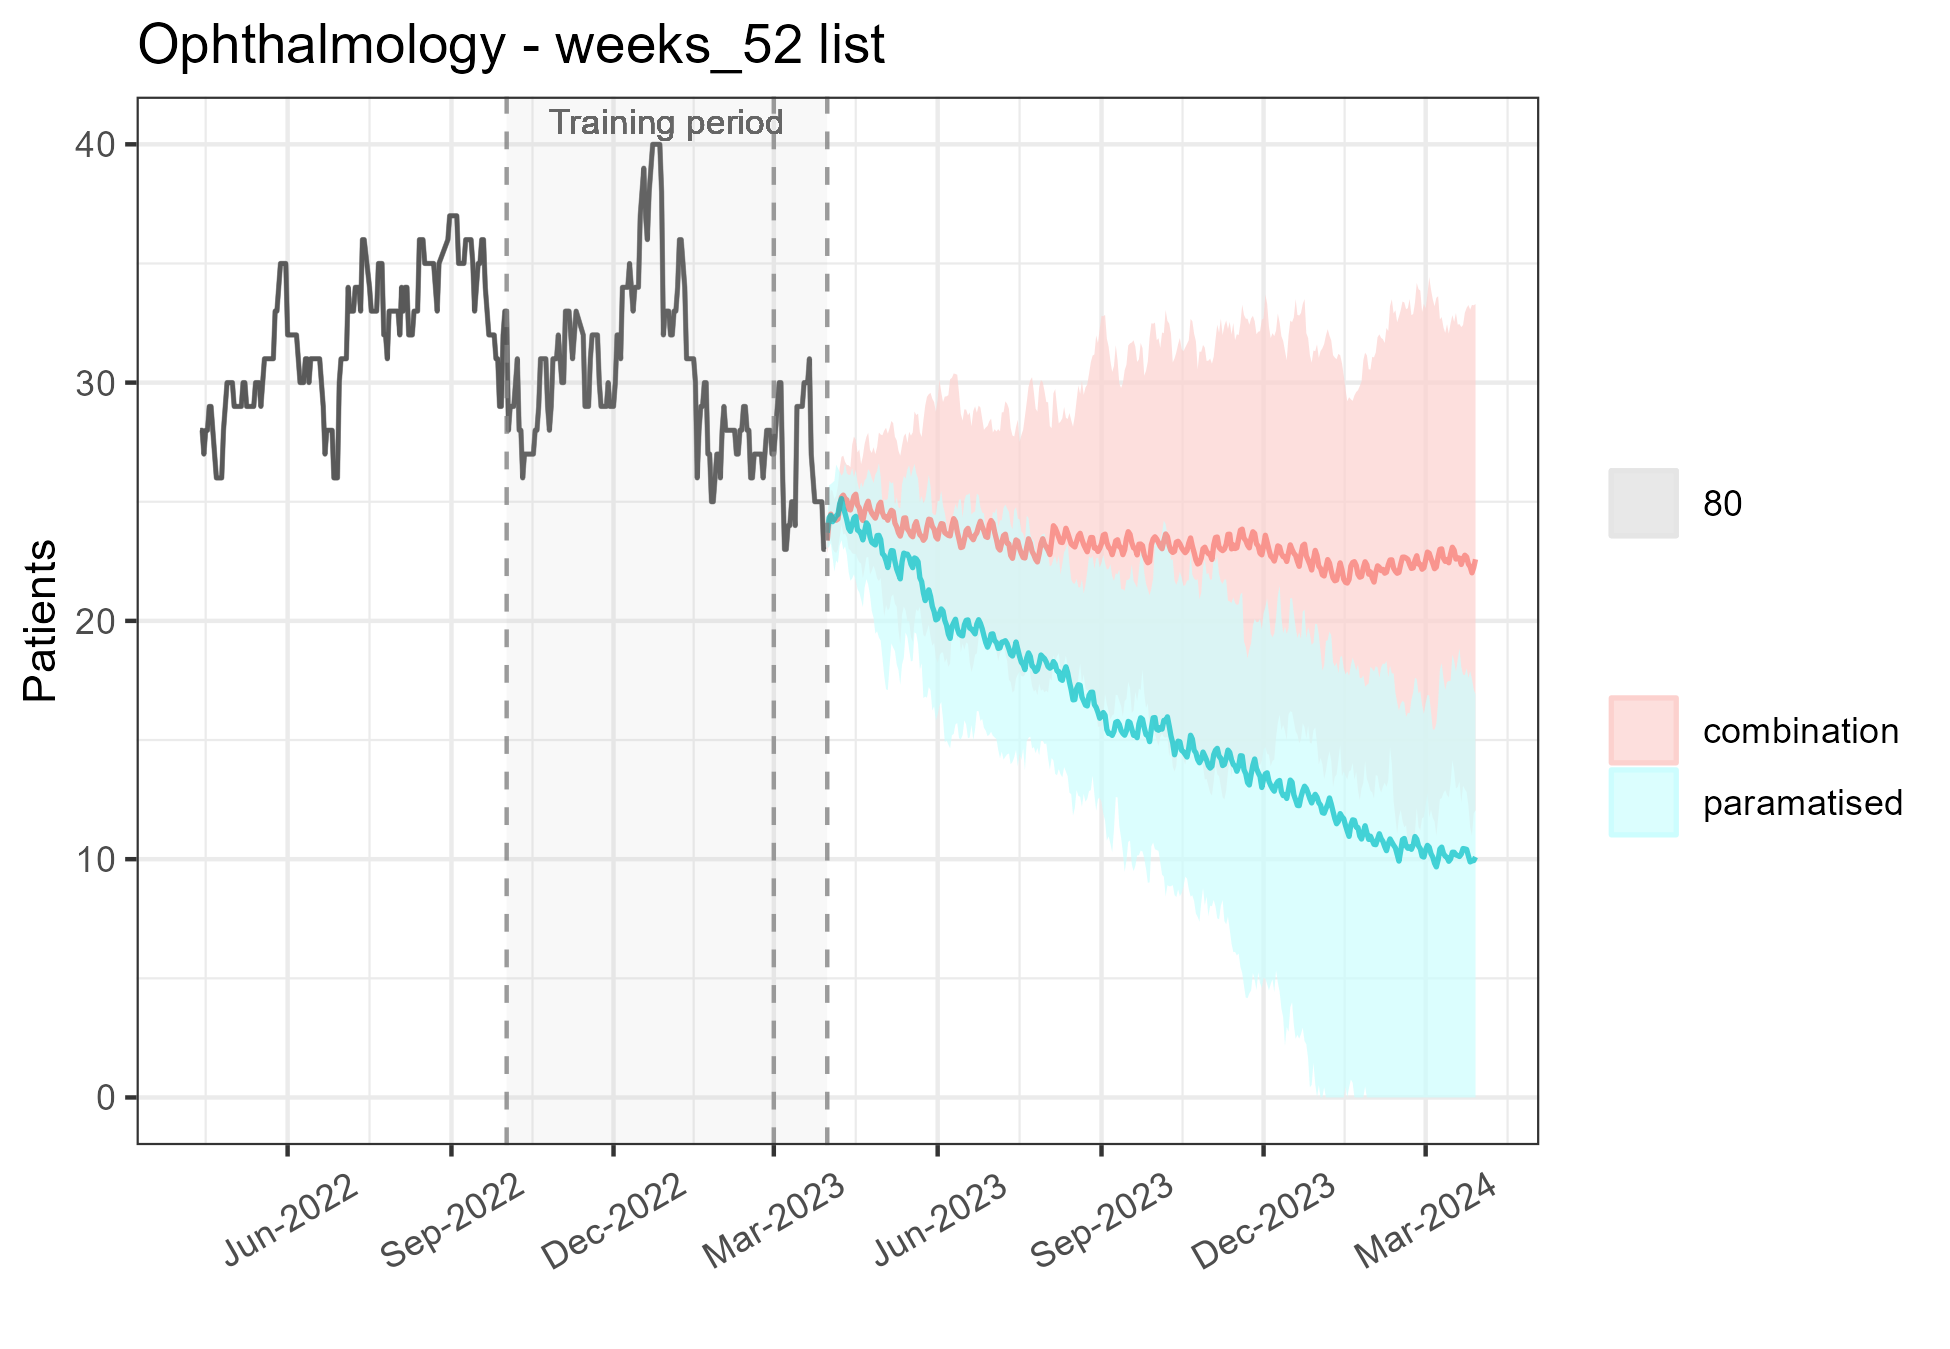 Ophthalmology - weeks_52 list
Training period
40
30
20
10
0
Patients
Jun-2022
Sep-2022
Dec-2022
Mar-2023
Jun-2023
Sep-2023
Dec-2023
Mar-2024
80
combination
paramatised